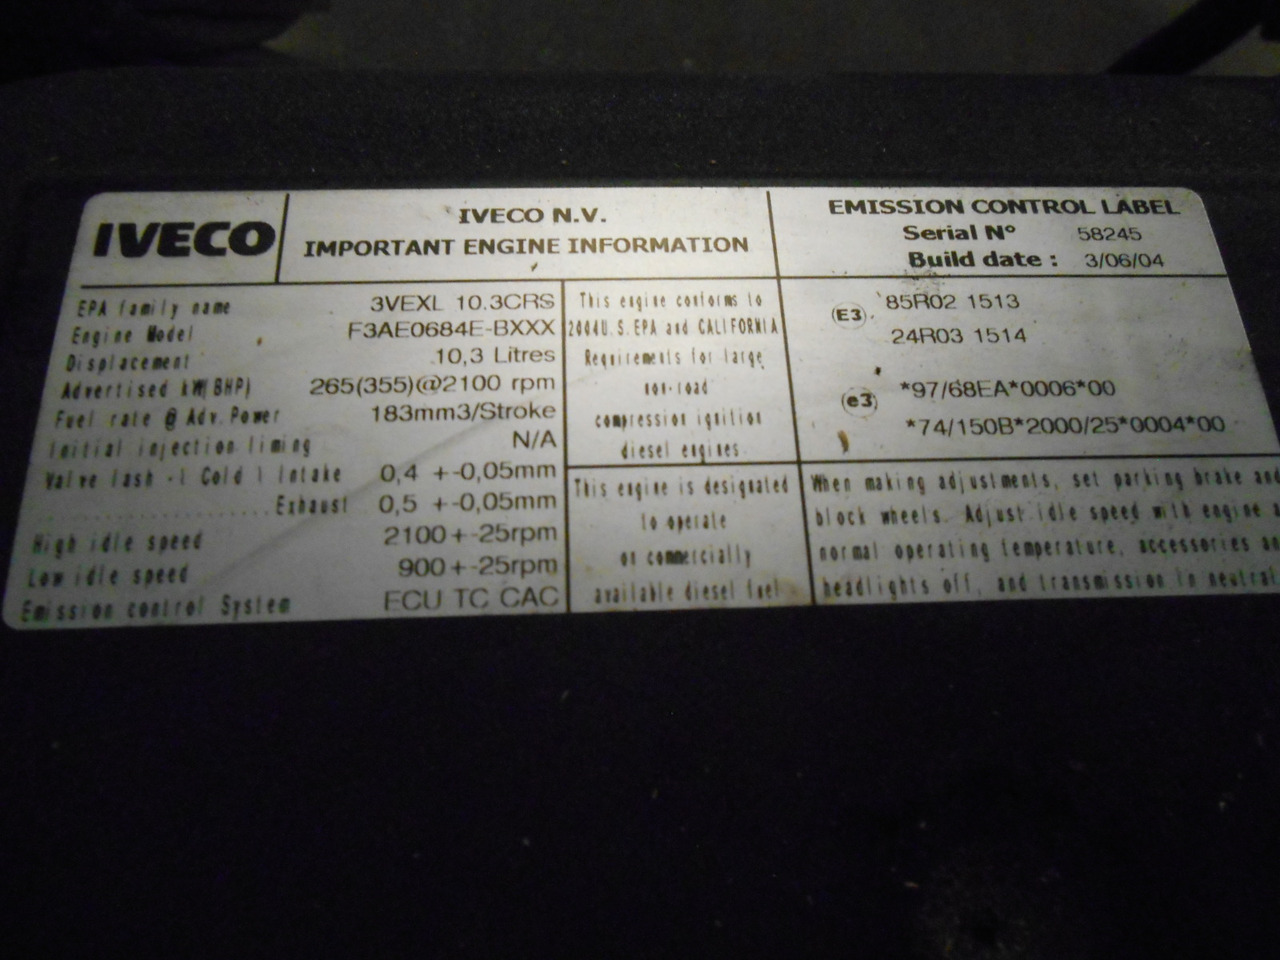 IVECO
IVECO N.V.
IMPORTANT ENGINE INFORMATION
EMISSION CONTROL LABEL
Serial N° 58245
Build date : 3/06/04
EPA family name 3VEXL 10.3CRS
Engine Model F3AE0684E-BXXX
Displacement 10,3 Litres
Advertised kW(BHP) 265(355)@2100 rpm
Fuel rate @ Adv. Power 183mm3/Stroke
Initial injection timing N/A
Valve lash - ( Cold ) Intake 0,4 +-0,05mm
Exhaust 0,5 +-0,05mm
High idle speed 2100+-25rpm
Low idle speed 900+-25rpm
Emission control System ECU TC CAC
This engine conforms to
2004U.S.EPA and CALIFORNIA
Requirements for large
non-road
compression ignition
diesel engines.
This engine is designated
to operate
on commercially
available diesel fuel
E3 85R02 1513
24R03 1514
e3 *97/68EA*0006*00
*74/150B*2000/25*0004*00
When making adjustments, set parking brake and
block wheels. Adjust idle speed with engine a
normal operating temperature, accessories an
headlights off, and transmission in neutral